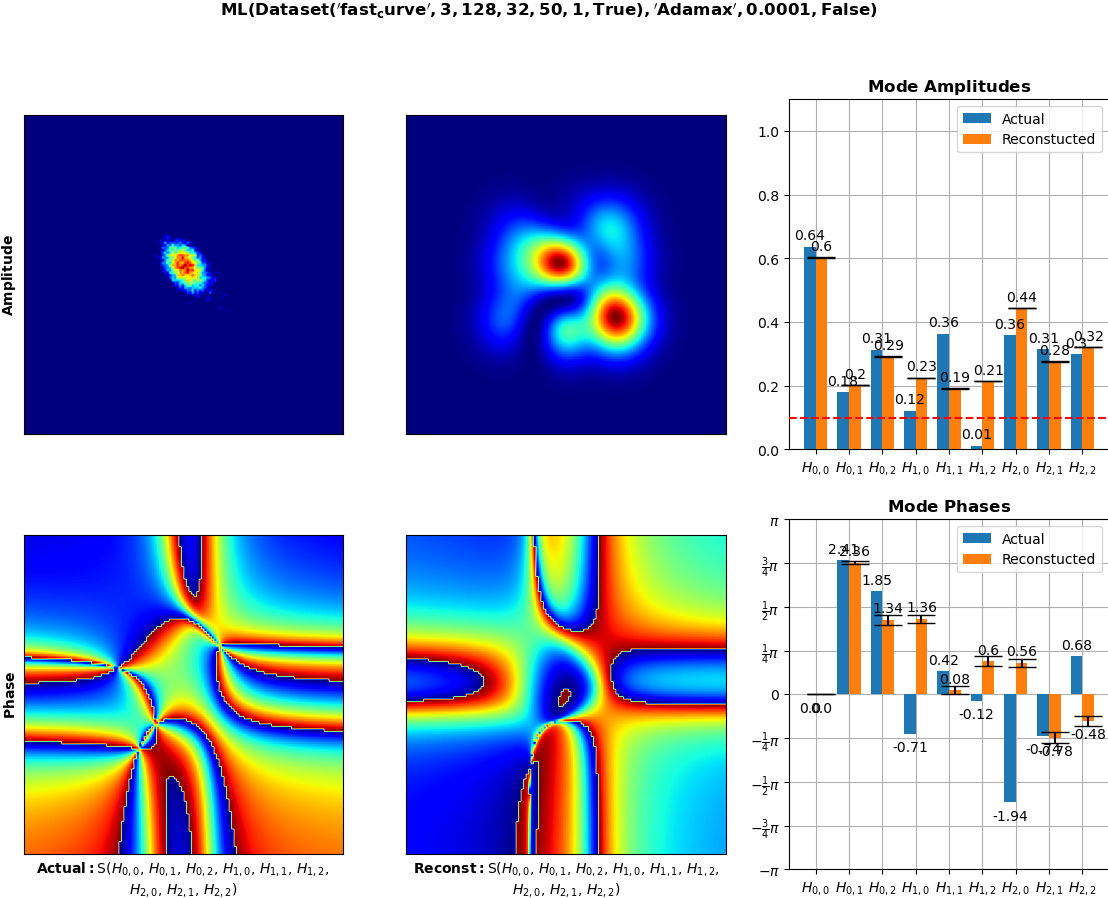 ML(Dataset('fast_curve', 3, 128, 32, 50, 1, True), 'Adamax', 0.0001, False)
Amplitude
Mode Amplitudes
Actual
Reconstucted
1.0
0.8
0.6
0.4
0.2
0.0
0.64
0.6
0.18
0.2
0.31
0.29
0.12
0.23
0.36
0.19
0.01
0.21
0.36
0.44
0.31
0.28
0.3
0.32
H0,0 H0,1 H0,2 H1,0 H1,1 H1,2 H2,0 H2,1 H2,2
Phase
Actual: S(H0,0, H0,1, H0,2, H1,0, H1,1, H1,2,
H2,0, H2,1, H2,2)
Reconst: S(H0,0, H0,1, H0,2, H1,0, H1,1, H1,2,
H2,0, H2,1, H2,2)
Mode Phases
Actual
Reconstucted
π
3/4π
1/2π
1/4π
0
−1/4π
−1/2π
−3/4π
−π
0.0
0.0
2.41
2.36
1.85
1.34
-0.71
1.36
0.42
0.08
-0.12
0.6
-1.94
0.56
-0.78
0.68
-0.48
H0,0 H0,1 H0,2 H1,0 H1,1 H1,2 H2,0 H2,1 H2,2